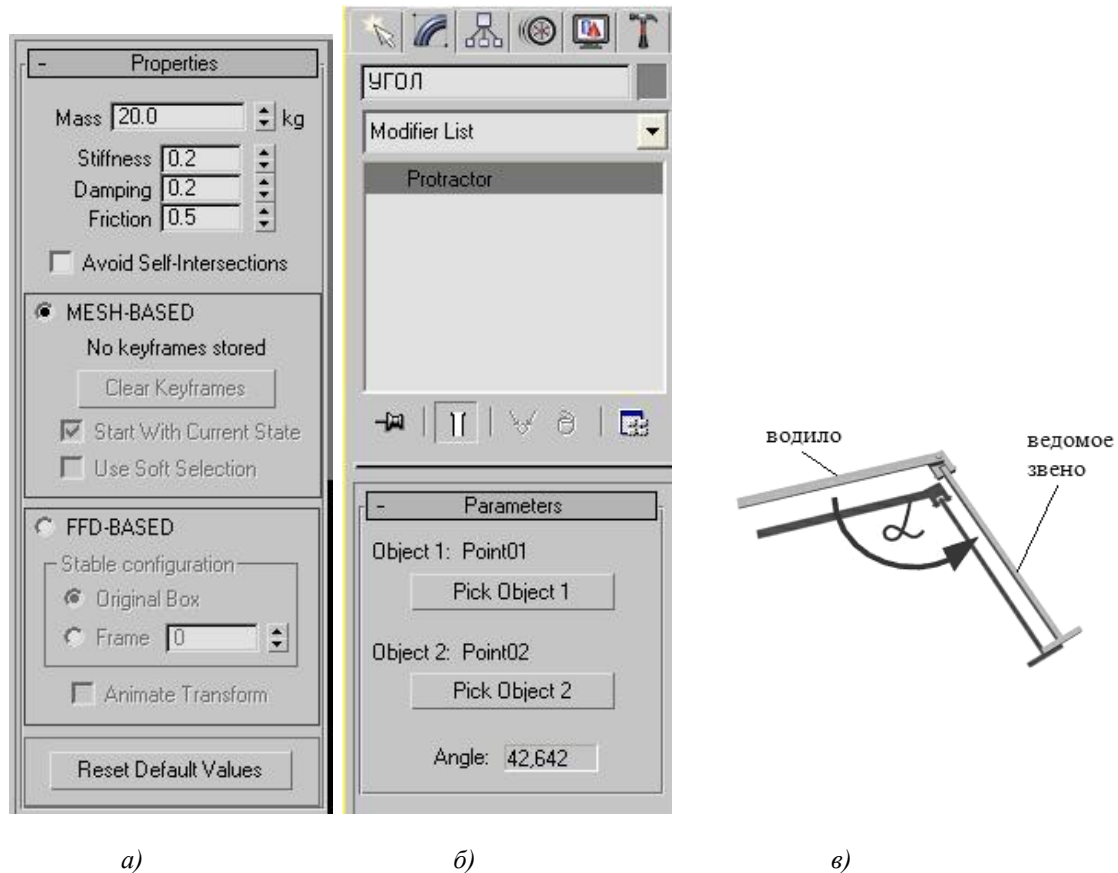 Properties
Mass 20.0 kg
Stiffness 0.2
Damping 0.2
Friction 0.5
Avoid Self-Intersections
MESH-BASED
No keyframes stored
Clear Keyframes
Start With Current State
Use Soft Selection
FFD-BASED
Stable configuration
Original Box
Frame 0
Animate Transform
Reset Default Values
УГОЛ
Modifier List
Protractor
Parameters
Object 1: Point01
Pick Object 1
Object 2: Point02
Pick Object 2
Angle: 42,642
водило
ведомое
звено
α
а)
б)
в)